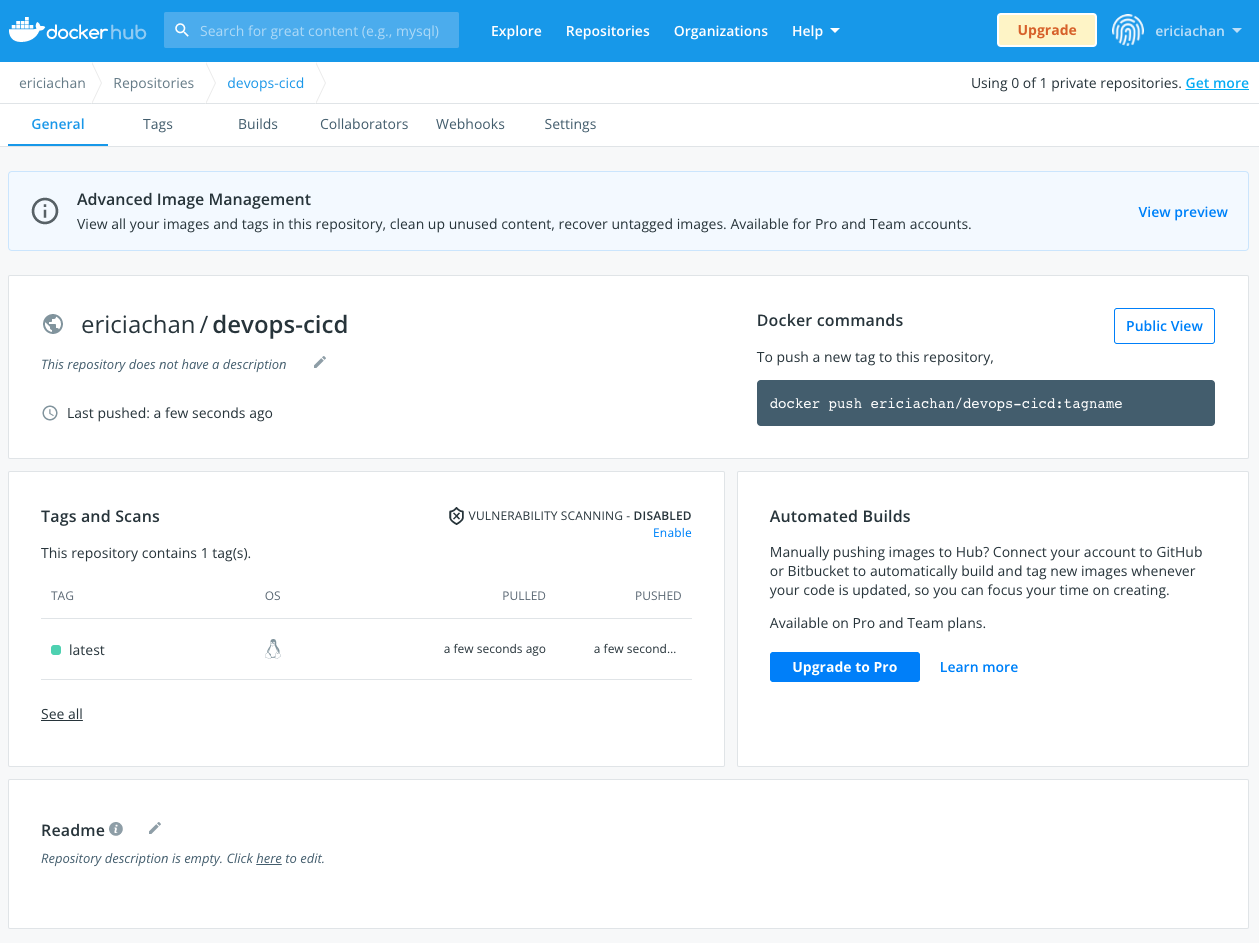 dockerhub
Search for great content (e.g., mysql)
Explore
Repositories
Organizations
Help
Upgrade
ericiachan
ericiachan
Repositories
devops-cicd
Using 0 of 1 private repositories. Get more
General
Tags
Builds
Collaborators
Webhooks
Settings
Advanced Image Management
View all your images and tags in this repository, clean up unused content, recover untagged images. Available for Pro and Team accounts.
View preview
ericiachan / devops-cicd
This repository does not have a description
Last pushed: a few seconds ago
Docker commands
Public View
To push a new tag to this repository,
docker push ericiachan/devops-cicd:tagname
Tags and Scans
VULNERABILITY SCANNING - DISABLED
Enable
This repository contains 1 tag(s).
TAG
OS
PULLED
PUSHED
latest
a few seconds ago
a few second...
See all
Automated Builds
Manually pushing images to Hub? Connect your account to GitHub
or Bitbucket to automatically build and tag new images whenever
your code is updated, so you can focus your time on creating.
Available on Pro and Team plans.
Upgrade to Pro
Learn more
Readme
Repository description is empty. Click here to edit.